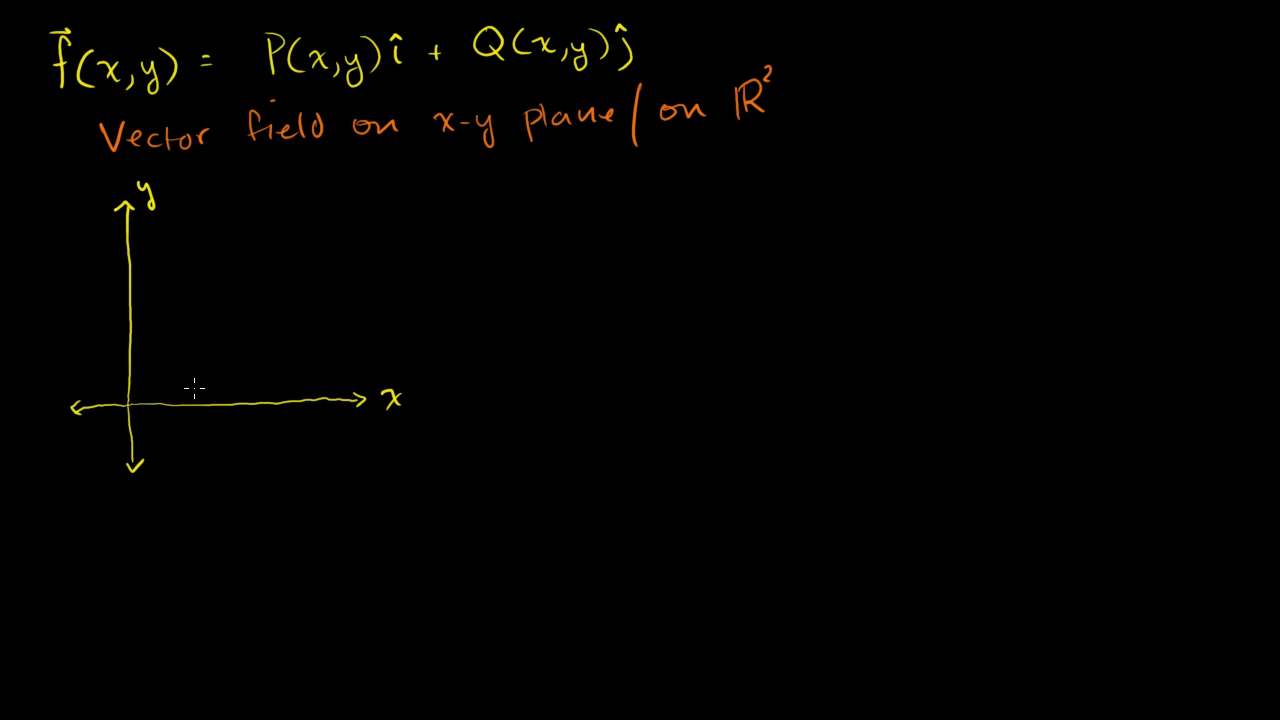 f⃗(x,y) = P(x,y)î + Q(x,y)ĵ
Vector field on x-y plane / on ℝ²
y
x